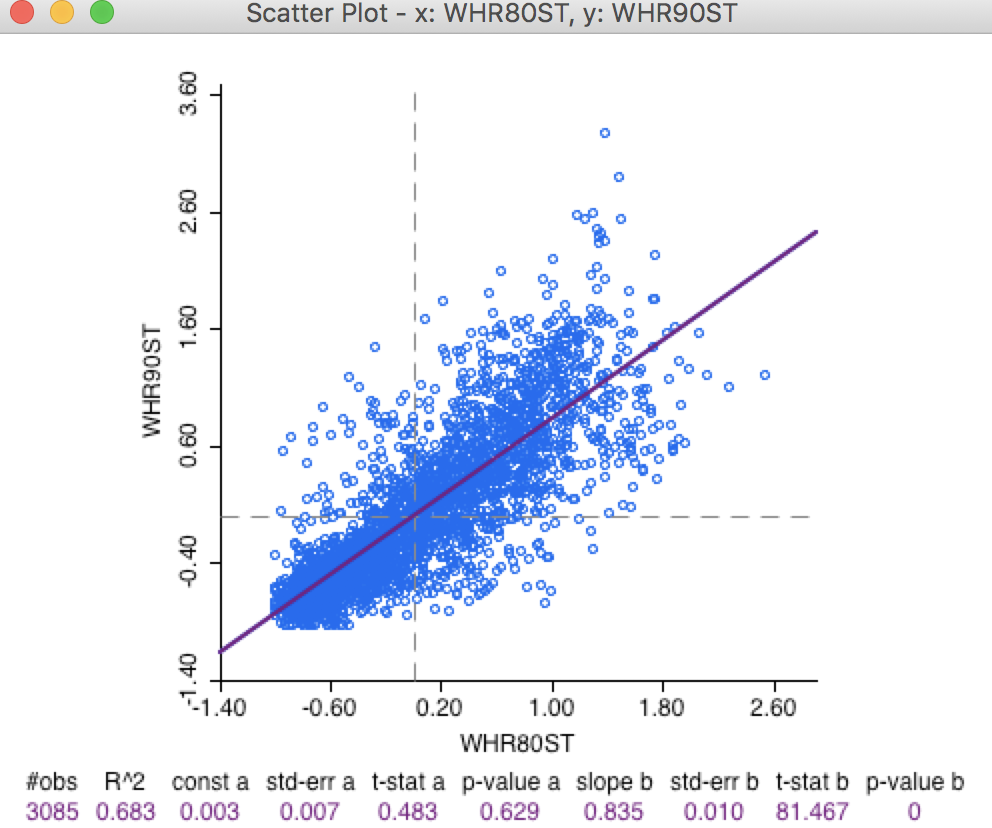 Scatter Plot - x: WHR80ST, y: WHR90ST
3.60
2.60
1.60
0.60
-0.40
-1.40
WHR90ST
-1.40 -0.60 0.20 1.00 1.80 2.60
WHR80ST
#obs R^2 const a std-err a t-stat a p-value a slope b std-err b t-stat b p-value b
3085 0.683 0.003 0.007 0.483 0.629 0.835 0.010 81.467 0